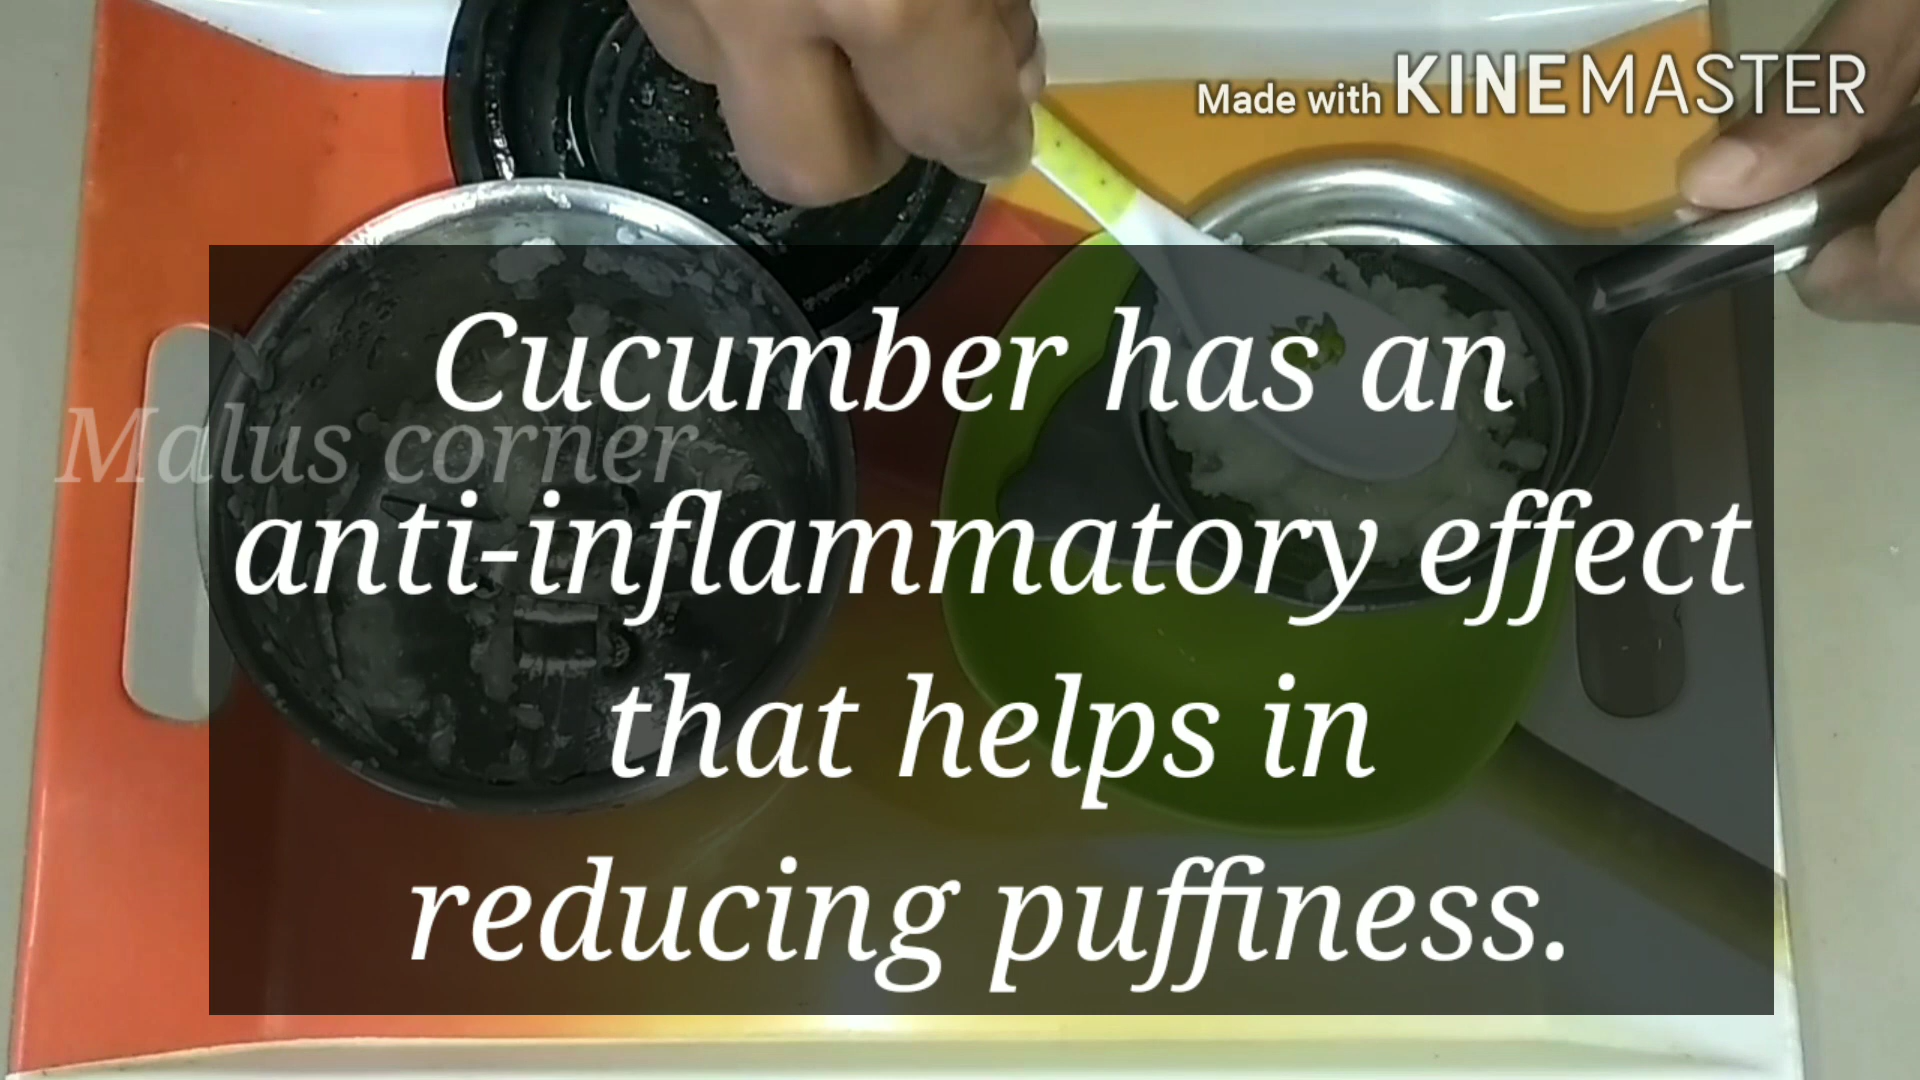 Made with KINEMASTER
Cucumber has an
Malus corner
anti-inflammatory effect
that helps in
reducing puffiness.